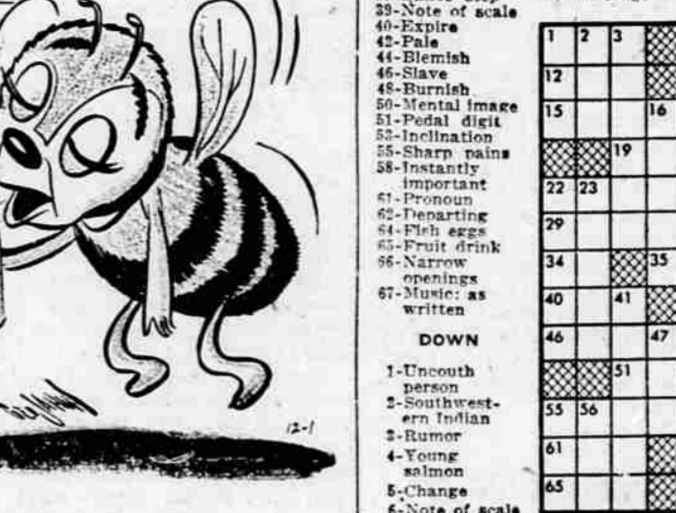 39-Note of scale
40-Expire
42-Pale
44-Blemish
46-Slave
48-Burnish
50-Mental image
51-Pedal digit
53-Inclination
55-Sharp pains
58-Instantly
important
61-Pronoun
62-Departing
64-Fish eggs
65-Fruit drink
66-Narrow
openings
67-Music: as
written
DOWN
1-Uncouth
person
2-Southwest-
ern Indian
3-Rumor
4-Young
salmon
5-Change
6-Note of scale
12-1
1 2 3
12
15 16
19
22 23
29
34 35
40 41
46 47
51
55 56
61
65